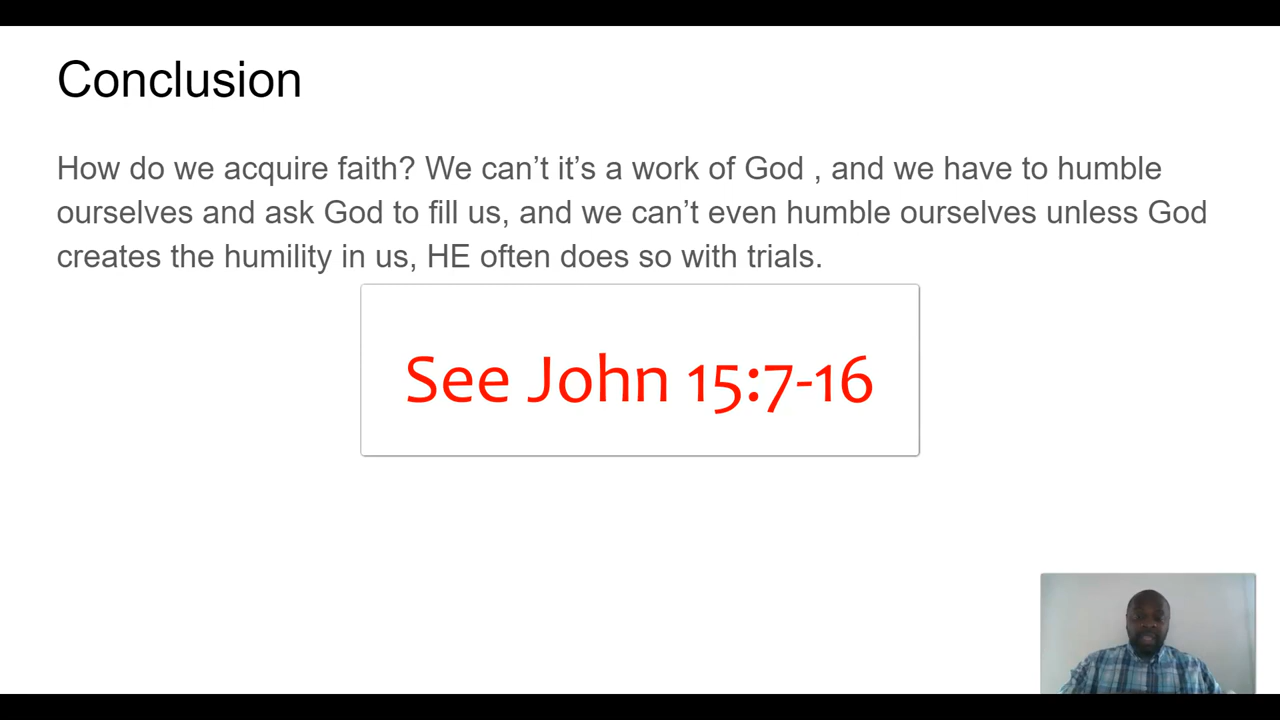 Conclusion
How do we acquire faith? We can’t it’s a work of God , and we have to humble
ourselves and ask God to fill us, and we can’t even humble ourselves unless God
creates the humility in us, HE often does so with trials.
See John 15:7-16